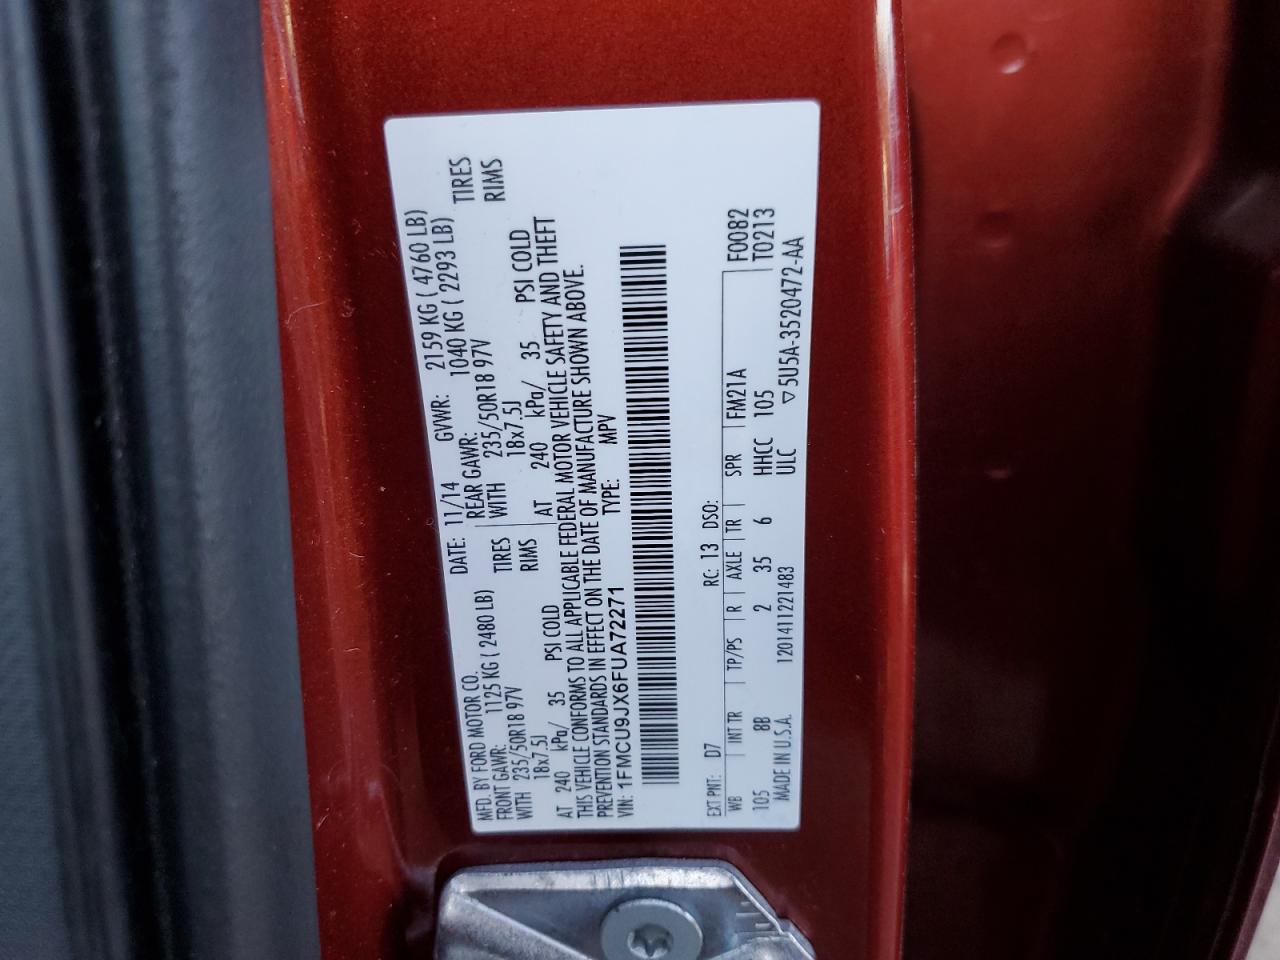 MFD. BY FORD MOTOR CO.
DATE: 11/14 GVWR: 2159 KG ( 4760 LB)
FRONT GAWR: 1125 KG ( 2480 LB) REAR GAWR: 1040 KG ( 2293 LB)
WITH 235/50R18 97V TIRES WITH 235/50R18 97V TIRES
18x7.5J RIMS 18x7.5J RIMS
AT 240 kPa/ 35 PSI COLD AT 240 kPa/ 35 PSI COLD
THIS VEHICLE CONFORMS TO ALL APPLICABLE FEDERAL MOTOR VEHICLE SAFETY AND THEFT
PREVENTION STANDARDS IN EFFECT ON THE DATE OF MANUFACTURE SHOWN ABOVE.
VIN: 1FMCU9JX6FUA72271 TYPE: MPV
F0082
T0213
EXT PNT: D7 RC: 13 DSO:
WB INT TR TP/PS R AXLE TR SPR FM21A
105 8B 2 35 6 HHCC 105
MADE IN U.S.A. 1201411221483 ULC
▽5U5A-3520472-AA